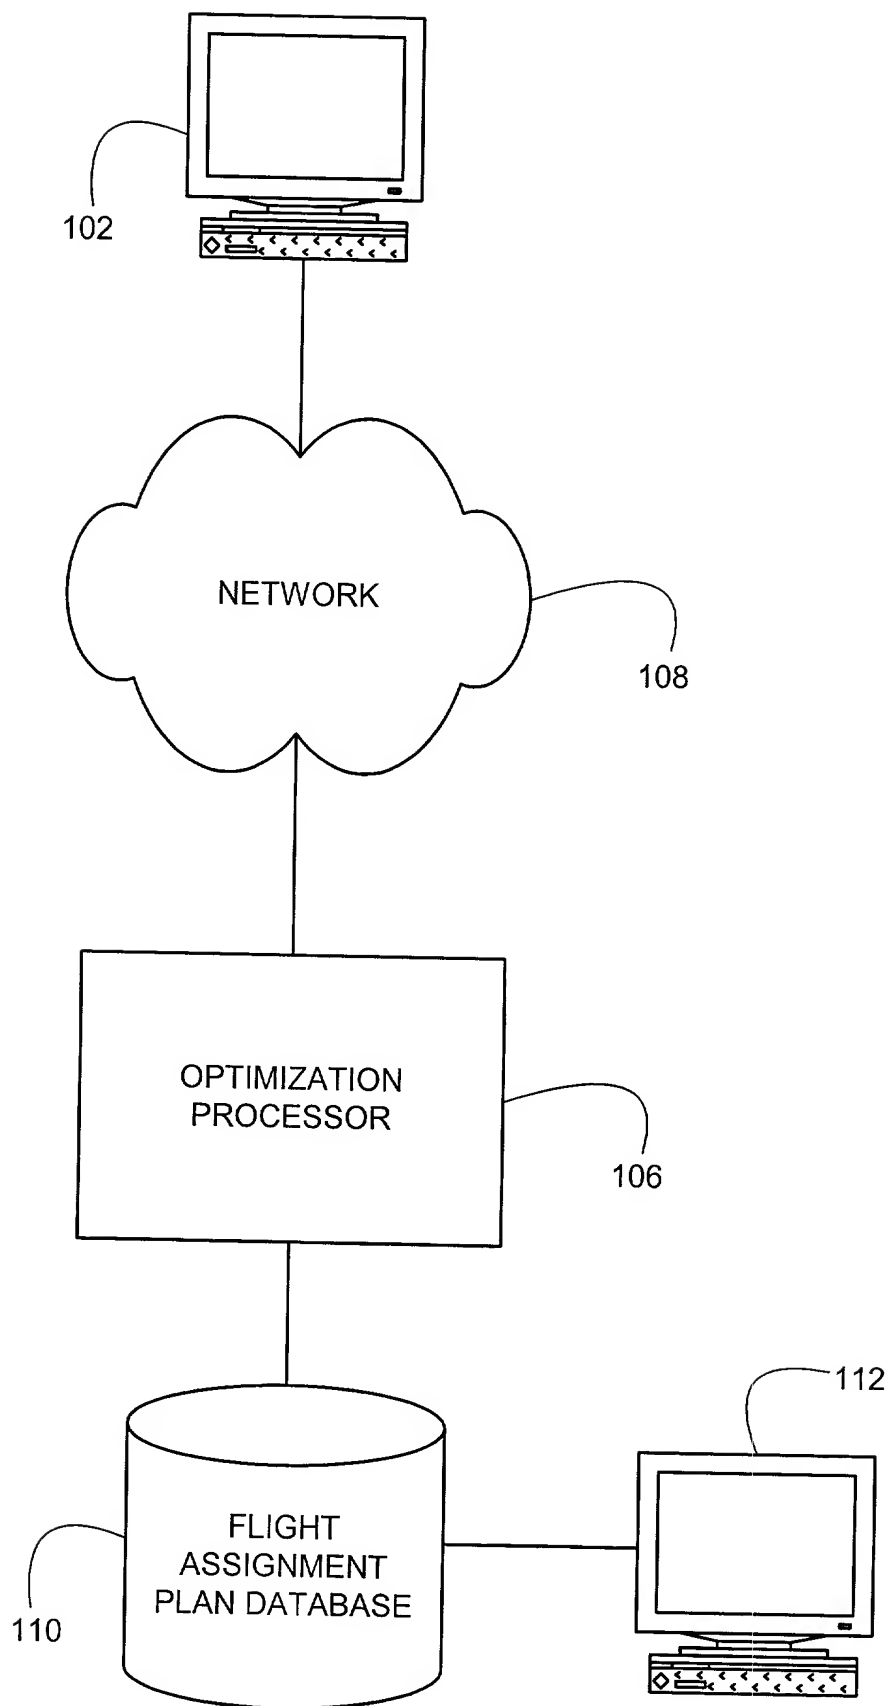 102
NETWORK
108
OPTIMIZATION
PROCESSOR
106
112
FLIGHT
ASSIGNMENT
PLAN DATABASE
110